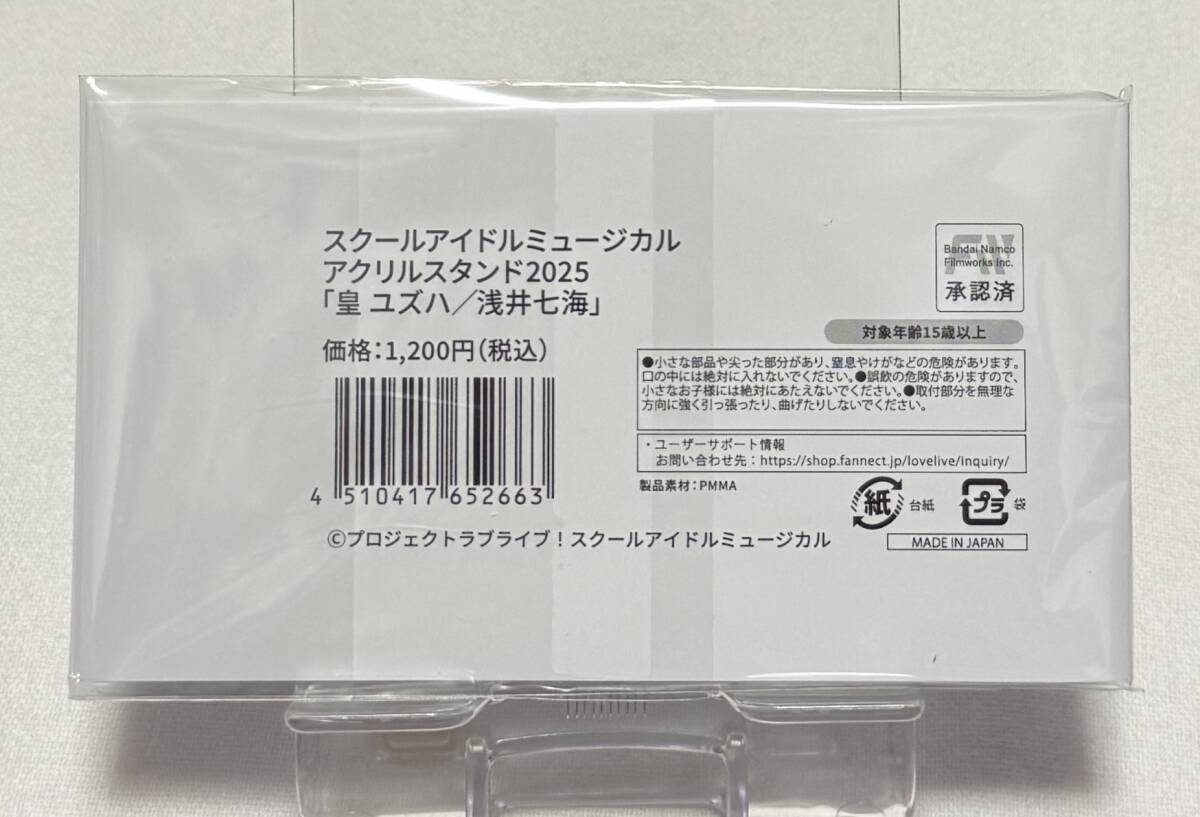 スクールアイドルミュージカル
アクリルスタンド2025
「皇 ユズハ／浅井七海」
価格：1,200円（税込）
4 510417 652663
©プロジェクトラブライブ！スクールアイドルミュージカル
FW
Bandai Namco
Filmworks Inc.
承認済
対象年齢15歳以上
●小さな部品や尖った部分があり、窒息やけがなどの危険があります。
口の中には絶対に入れないでください。●誤飲の危険がありますので、
小さなお子様には絶対にあたえないでください。●取付部分を無理な
方向に強く引っ張ったり、曲げたりしないでください。
・ユーザーサポート情報
お問い合わせ先：https://shop.fannect.jp/lovelive/inquiry/
製品素材：PMMA
紙 台紙
プラ 袋
MADE IN JAPAN